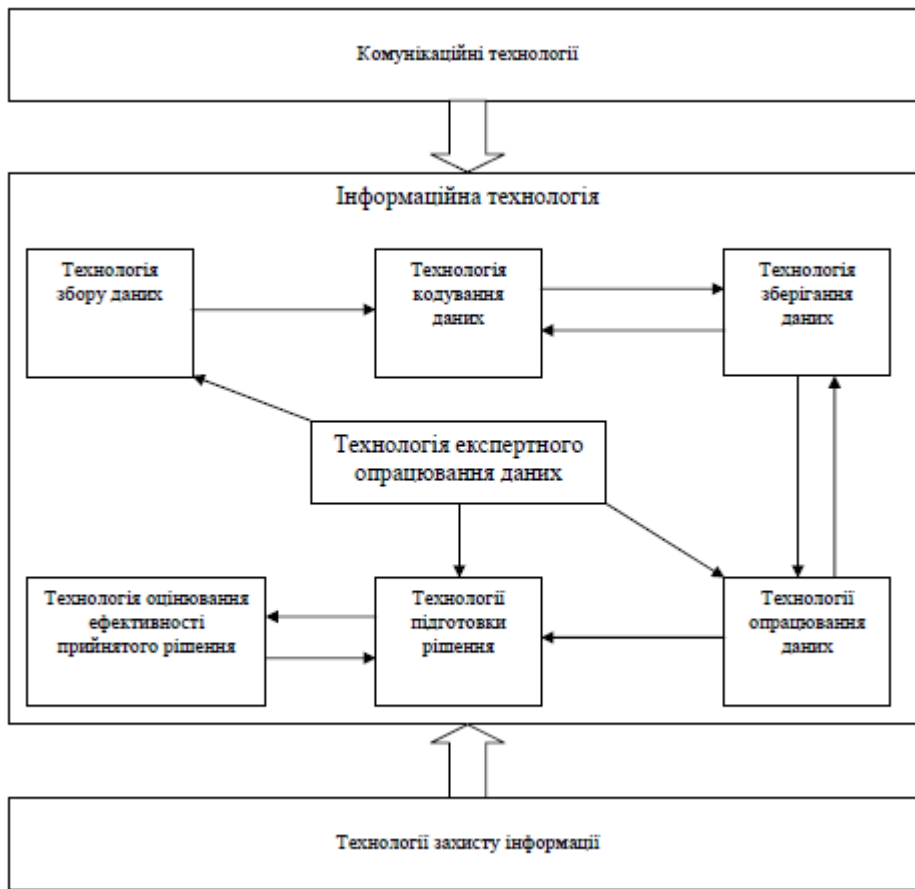 Комунікаційні технології
Інформаційна технологія
Технологія
збору даних
Технологія
кодування
даних
Технологія
зберігання
даних
Технологія експертного
опрацювання даних
Технологія оцінювання
ефективності
прийнятого рішення
Технології
підготовки
рішення
Технології
опрацювання
даних
Технології захисту інформації